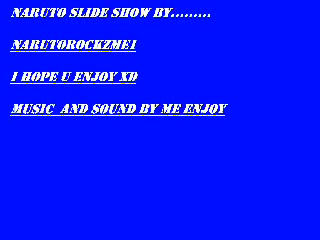 NARUTO SLIDE SHOW BY.........
NARUTOROCKZME1
I HOPE U ENJOY XD
MUSIC  AND SOUND BY ME ENJOY